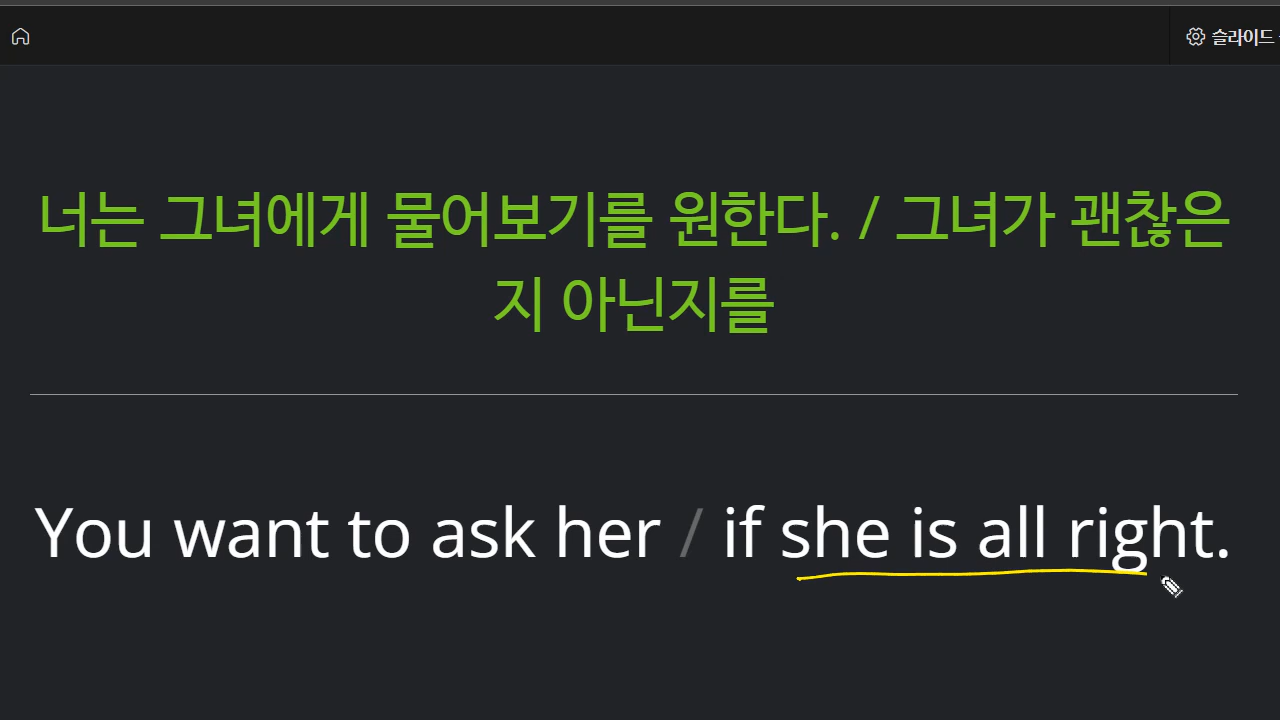 슬라이드
너는 그녀에게 물어보기를 원한다. / 그녀가 괜찮은
지 아닌지를
You want to ask her / if she is all right.